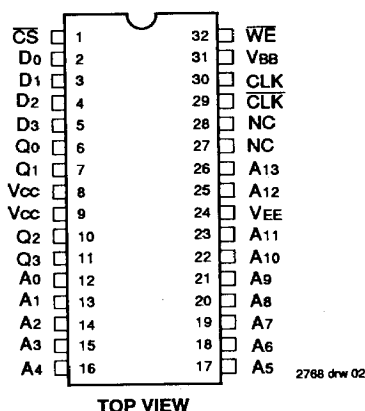 C̅S̅ 1 32 W̅E̅
D0 2 31 VBB
D1 3 30 CLK
D2 4 29 C̅L̅K̅
D3 5 28 NC
Q0 6 27 NC
Q1 7 26 A13
VCC 8 25 A12
VCC 9 24 VEE
Q2 10 23 A11
Q3 11 22 A10
A0 12 21 A9
A1 13 20 A8
A2 14 19 A7
A3 15 18 A6
A4 16 17 A5
2768 drw 02
TOP VIEW